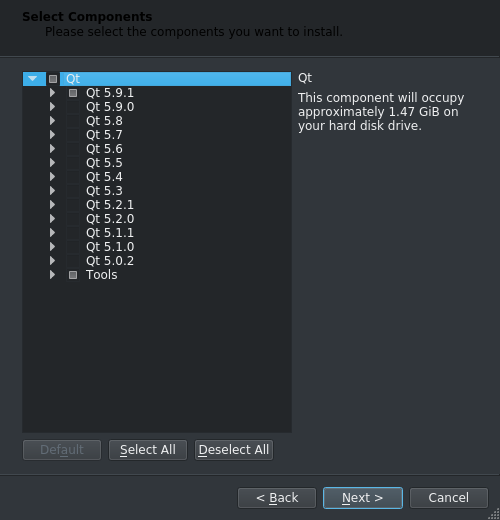 Select Components
Please select the components you want to install.
Qt
Qt 5.9.1
Qt 5.9.0
Qt 5.8
Qt 5.7
Qt 5.6
Qt 5.5
Qt 5.4
Qt 5.3
Qt 5.2.1
Qt 5.2.0
Qt 5.1.1
Qt 5.1.0
Qt 5.0.2
Tools
Qt
This component will occupy
approximately 1.47 GiB on
your hard disk drive.
Default
Select All
Deselect All
< Back
Next >
Cancel